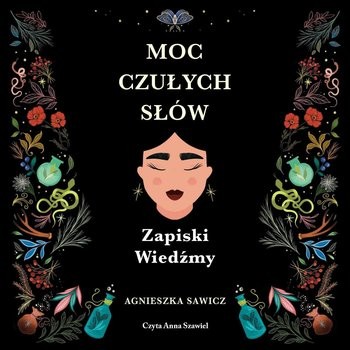 MOC
CZUŁYCH
SŁÓW
Zapiski
Wiedźmy
AGNIESZKA SAWICZ
Czyta Anna Szawiel